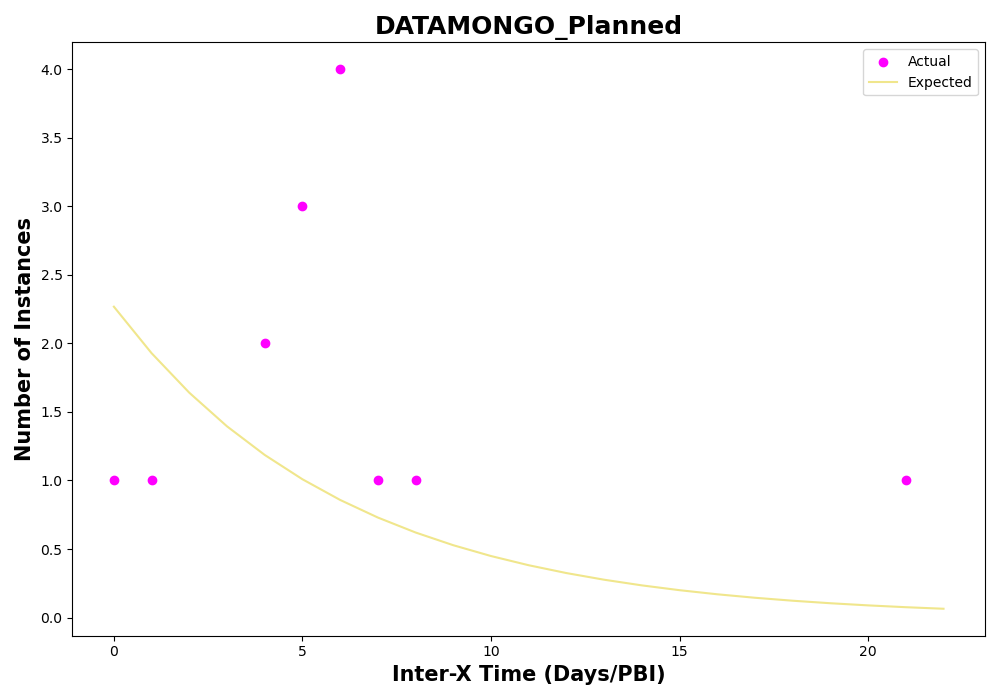 DATAMONGO_Planned
Actual
Expected
Number of Instances
4.0
3.5
3.0
2.5
2.0
1.5
1.0
0.5
0.0
0
5
10
15
20
Inter-X Time (Days/PBI)